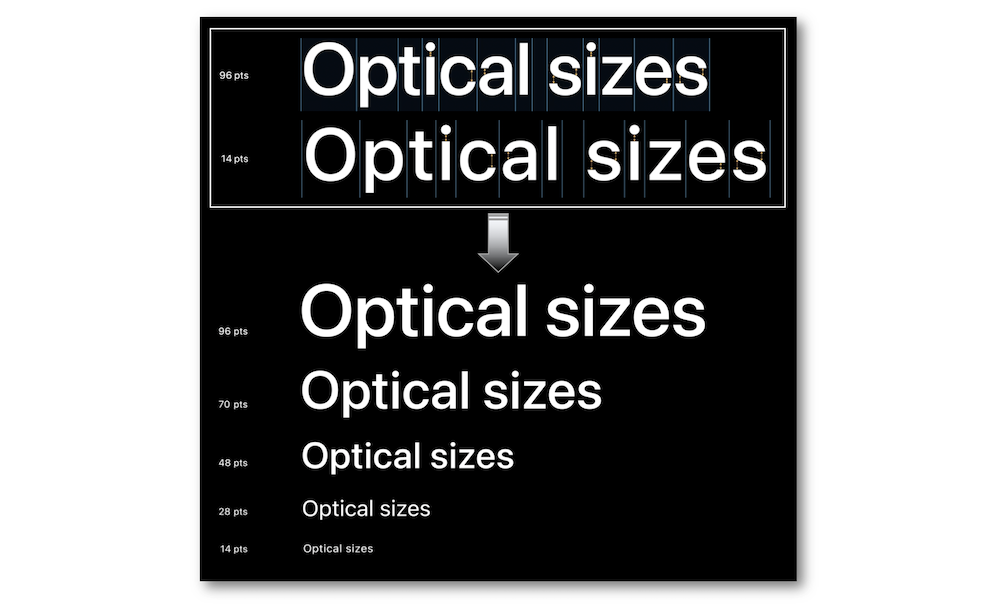 96 pts Optical sizes
14 pts Optical sizes
96 pts Optical sizes
70 pts Optical sizes
48 pts Optical sizes
28 pts Optical sizes
14 pts Optical sizes